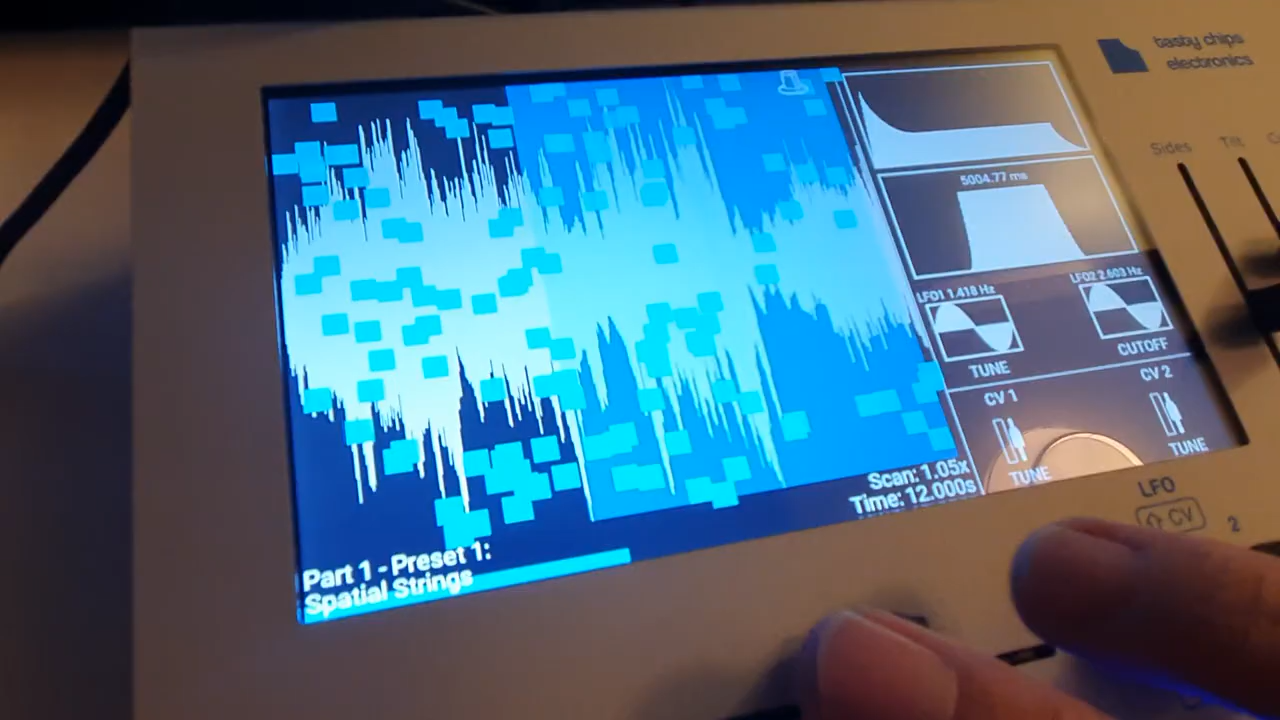 tasty chips
electronics
Sides
Tilt
5004.77 ms
LFO1 1.418 Hz
LFO2 2.603 Hz
TUNE
CUTOFF
CV 1
CV 2
TUNE
TUNE
Scan: 1.05x
Time: 12.000s
Part 1 - Preset 1:
Spatial Strings
LFO
CV
2